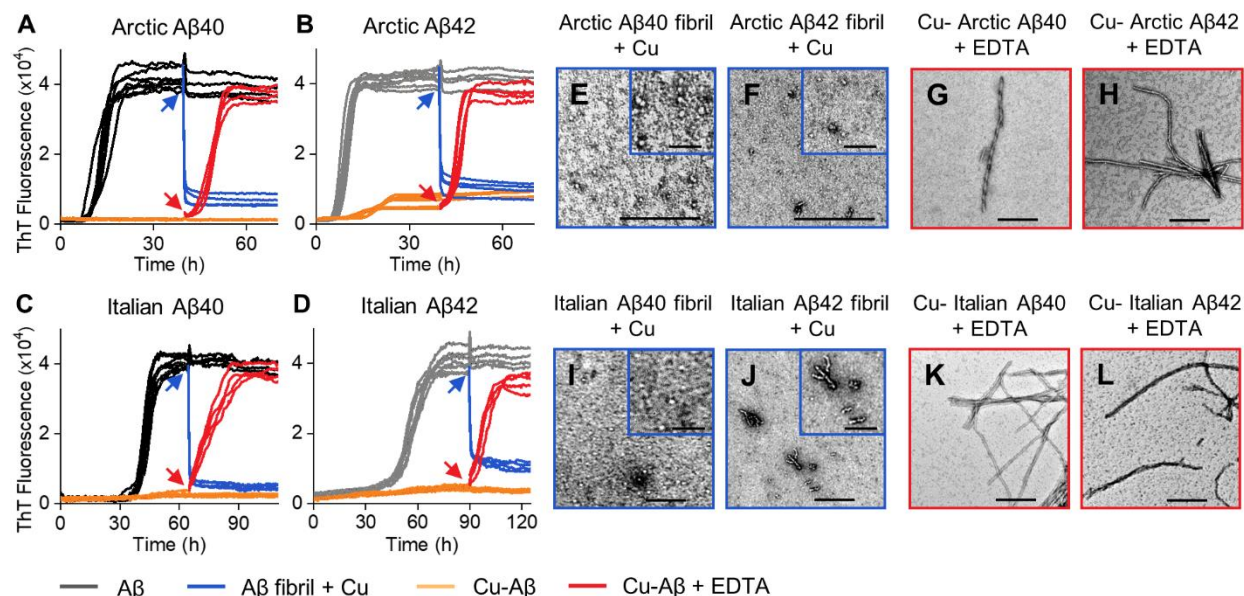 A
Arctic Aβ40
B
Arctic Aβ42
Arctic Aβ40 fibril
+ Cu
Arctic Aβ42 fibril
+ Cu
Cu- Arctic Aβ40
+ EDTA
Cu- Arctic Aβ42
+ EDTA
ThT Fluorescence (x10⁴)
4
2
0
0
30
60
Time (h)
4
2
0
0
30
60
Time (h)
E
F
G
H
C
Italian Aβ40
D
Italian Aβ42
Italian Aβ40 fibril
+ Cu
Italian Aβ42 fibril
+ Cu
Cu- Italian Aβ40
+ EDTA
Cu- Italian Aβ42
+ EDTA
ThT Fluorescence (x10⁴)
4
2
0
0
30
60
90
Time (h)
4
2
0
0
30
60
90
120
Time (h)
I
J
K
L
Aβ
Aβ fibril + Cu
Cu-Aβ
Cu-Aβ + EDTA